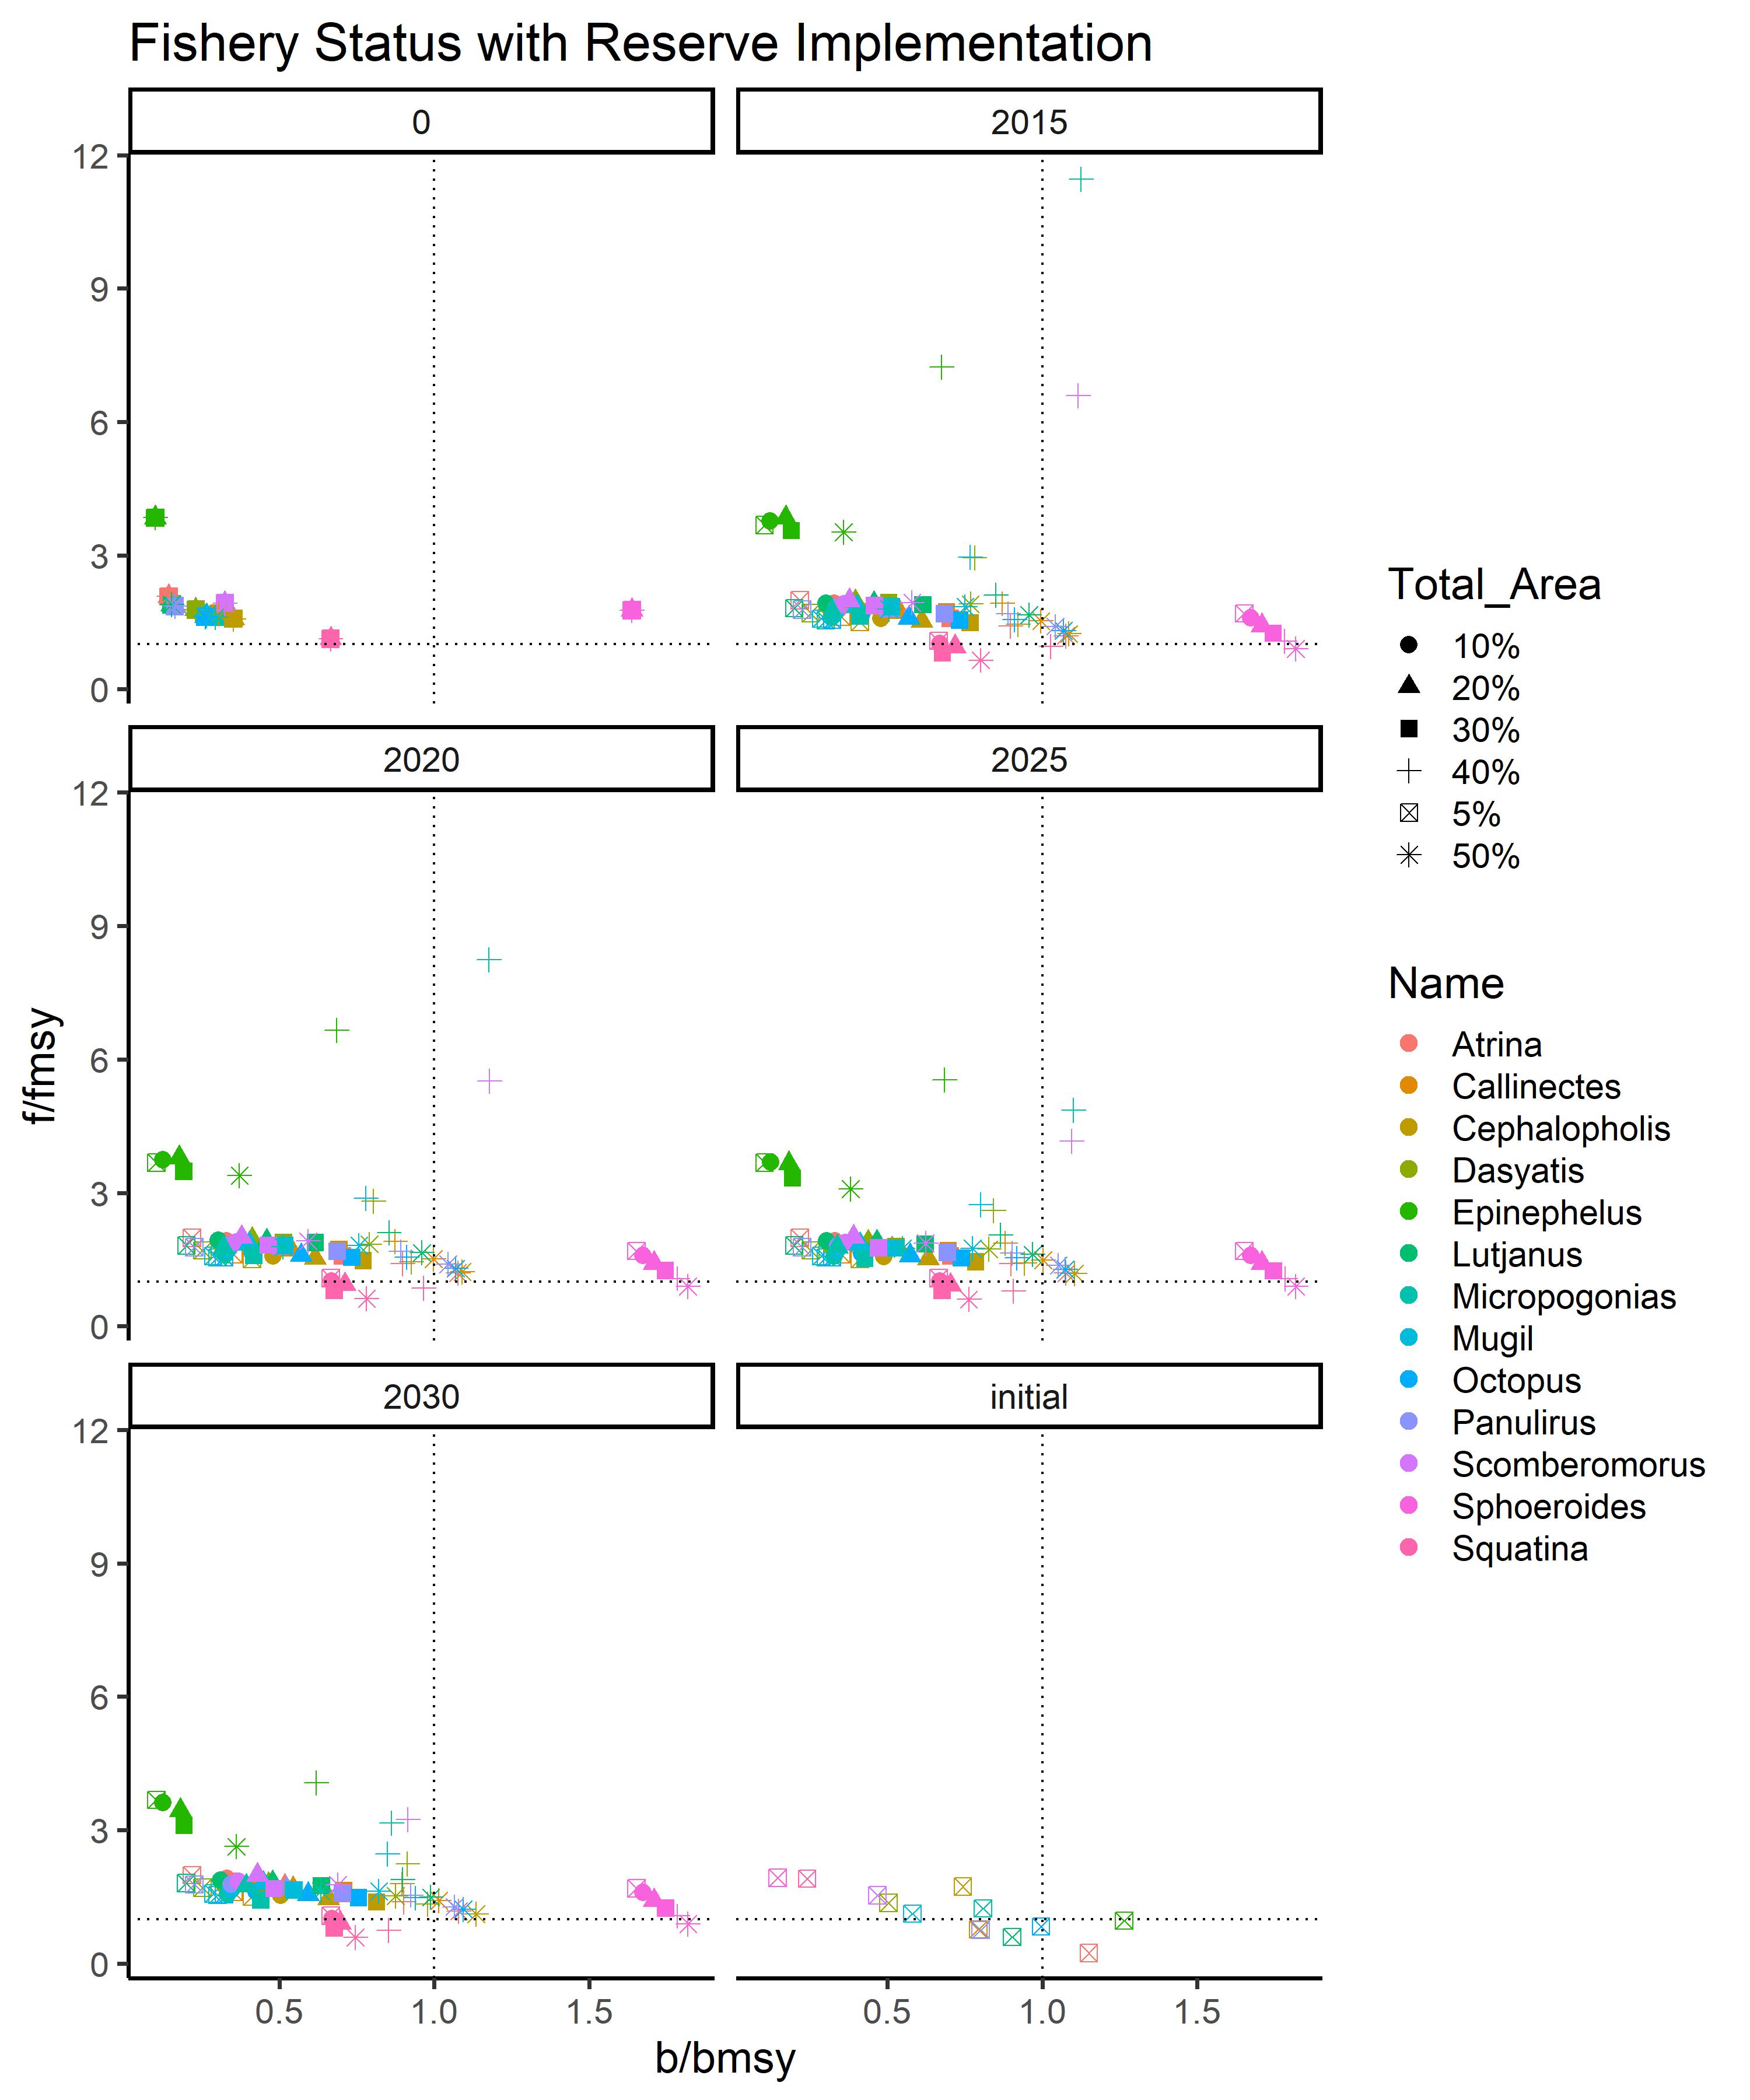 Fishery Status with Reserve Implementation
0
2015
12
9
6
3
0
2020
2025
12
9
6
3
0
2030
initial
12
9
6
3
0
0.5
1.0
1.5
0.5
1.0
1.5
b/bmsy
f/fmsy
Total_Area
10%
20%
30%
40%
5%
50%
Name
Atrina
Callinectes
Cephalopholis
Dasyatis
Epinephelus
Lutjanus
Micropogonias
Mugil
Octopus
Panulirus
Scomberomorus
Sphoeroides
Squatina